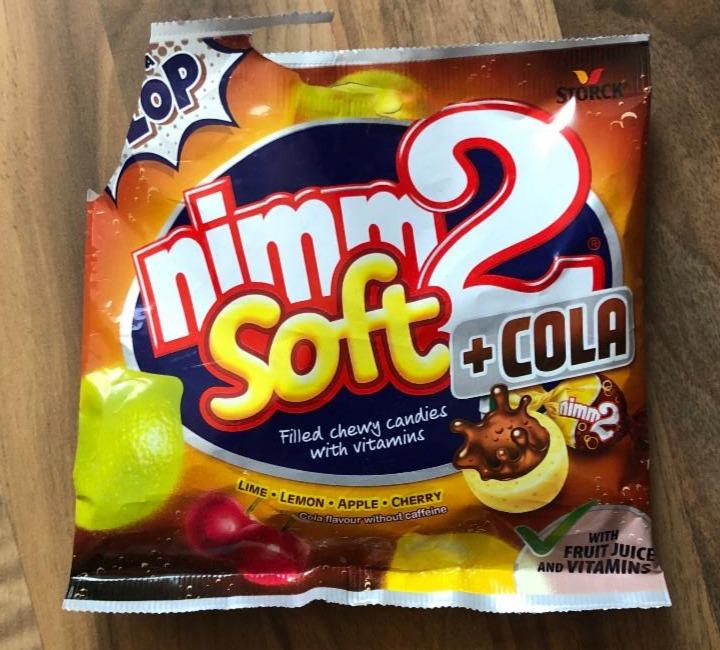 STORCK®
nimm2®
Soft
+COLA
Filled chewy candies
with vitamins
nimm2
LIME • LEMON • APPLE • CHERRY
Cola flavour without caffeine
WITH
FRUIT JUICE
AND VITAMINS